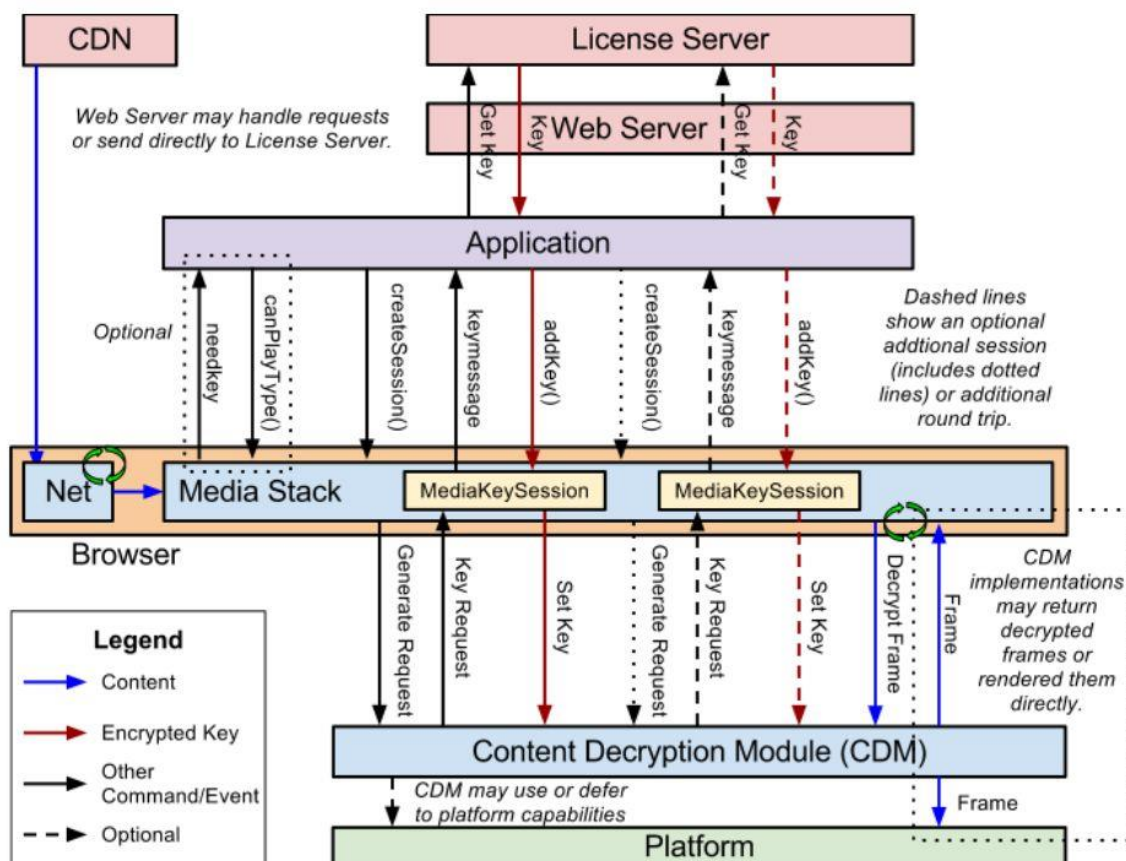 CDN
License Server
Web Server may handle requests
or send directly to License Server.
Get Key
Key
Web Server
Get Key
Key
Application
Optional
needkey
canPlayType()
createSession()
keymessage
addKey()
createSession()
keymessage
addKey()
Dashed lines
show an optional
addtional session
(includes dotted
lines) or additional
round trip.
Net
Media Stack
MediaKeySession
MediaKeySession
Browser
Generate Request
Key Request
Set Key
Generate Request
Key Request
Set Key
Decrypt Frame
Frame
CDM
implementations
may return
decrypted
frames or
rendered them
directly.
Legend
Content
Encrypted Key
Other
Command/Event
Optional
Content Decryption Module (CDM)
CDM may use or defer
to platform capabilities
Frame
Platform